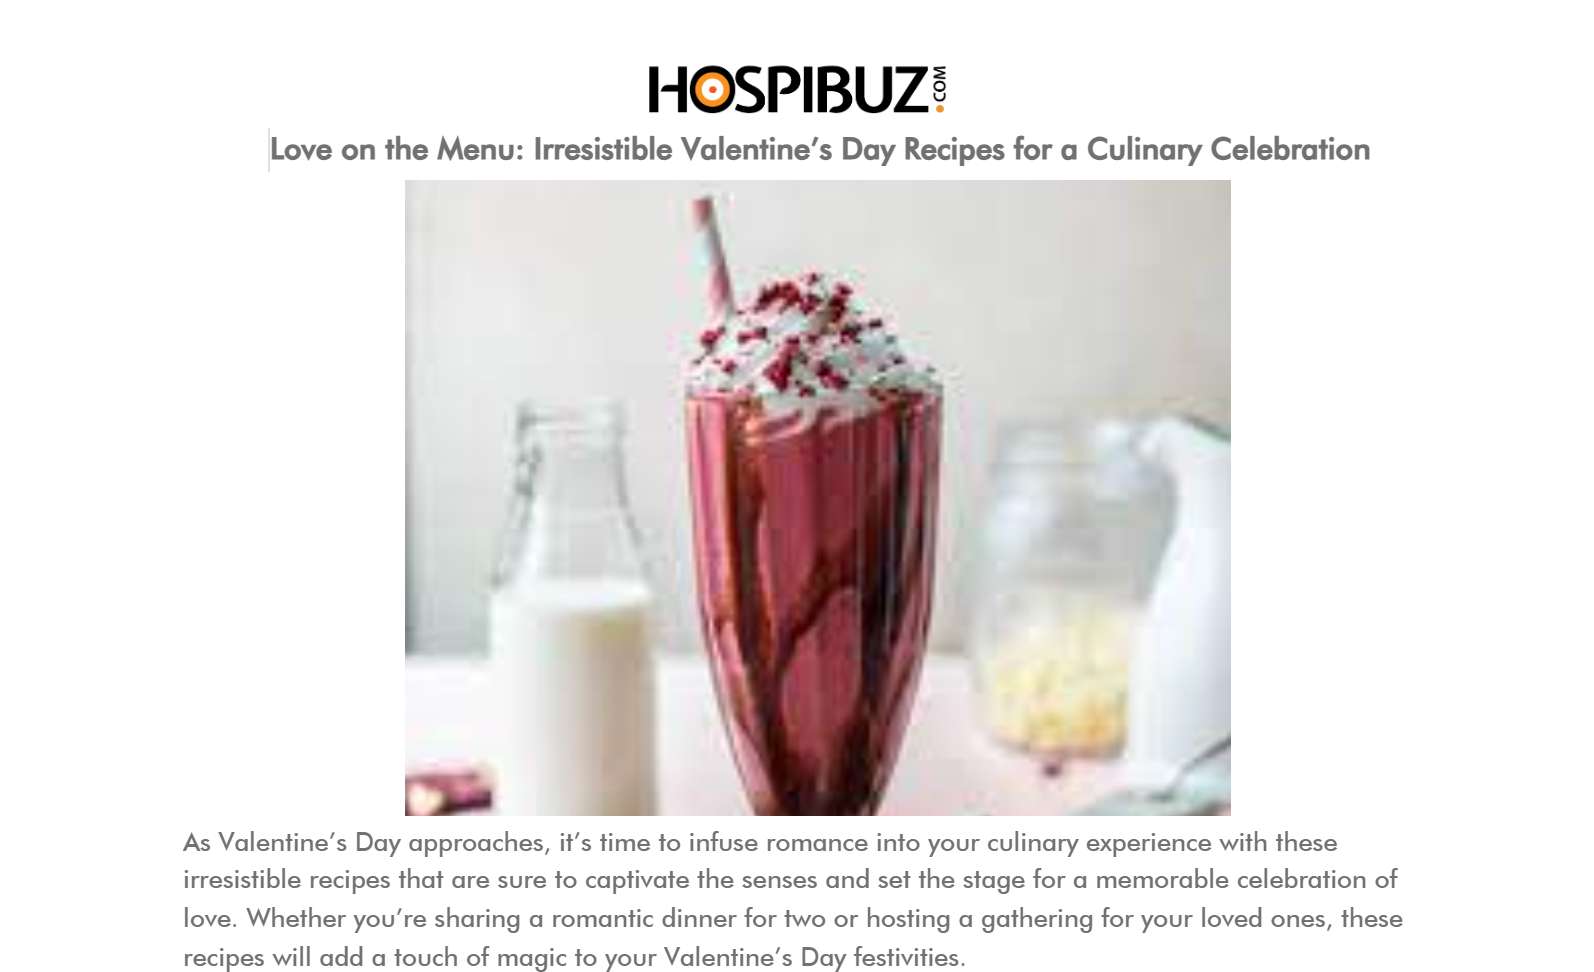 HOSPIBUZ.COM
Love on the Menu: Irresistible Valentine’s Day Recipes for a Culinary Celebration
As Valentine’s Day approaches, it’s time to infuse romance into your culinary experience with these
irresistible recipes that are sure to captivate the senses and set the stage for a memorable celebration of
love. Whether you’re sharing a romantic dinner for two or hosting a gathering for your loved ones, these
recipes will add a touch of magic to your Valentine’s Day festivities.